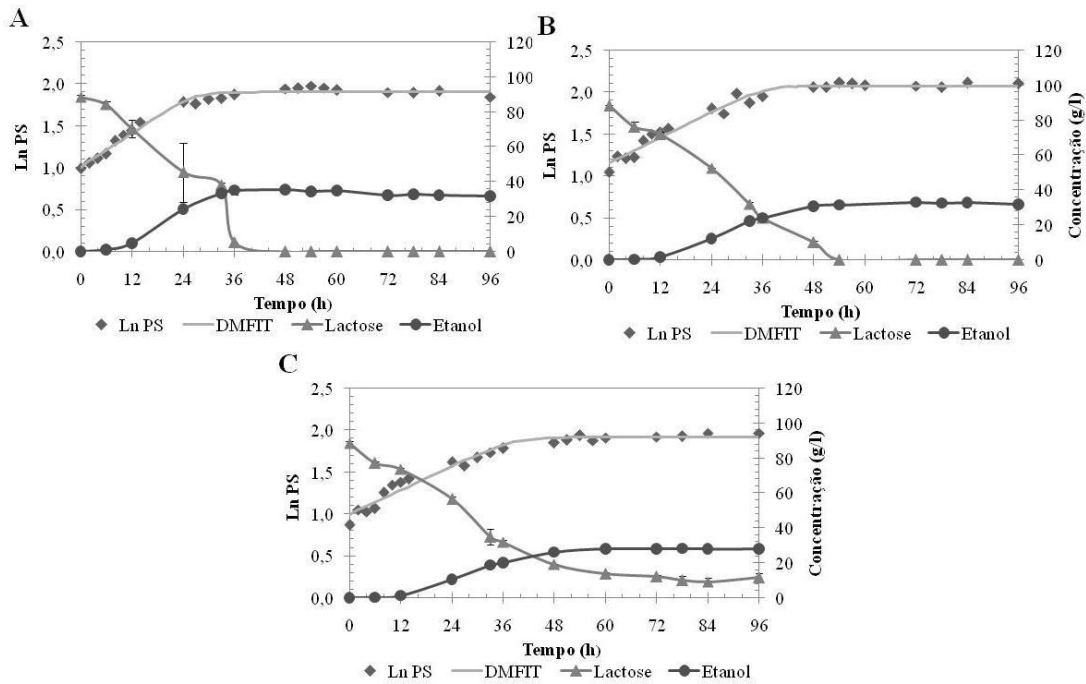 A
Ln PS
2,5
2,0
1,5
1,0
0,5
0,0
120
100
80
60
40
20
0
0 12 24 36 48 60 72 84 96
Tempo (h)
Ln PS DMFIT Lactose Etanol
B
Ln PS
2,5
2,0
1,5
1,0
0,5
0,0
120
100
80
60
40
20
0
Concentração (g/l)
0 12 24 36 48 60 72 84 96
Tempo (h)
Ln PS DMFIT Lactose Etanol
C
Ln PS
2,5
2,0
1,5
1,0
0,5
0,0
120
100
80
60
40
20
0
Concentração (g/l)
0 12 24 36 48 60 72 84 96
Tempo (h)
Ln PS DMFIT Lactose Etanol